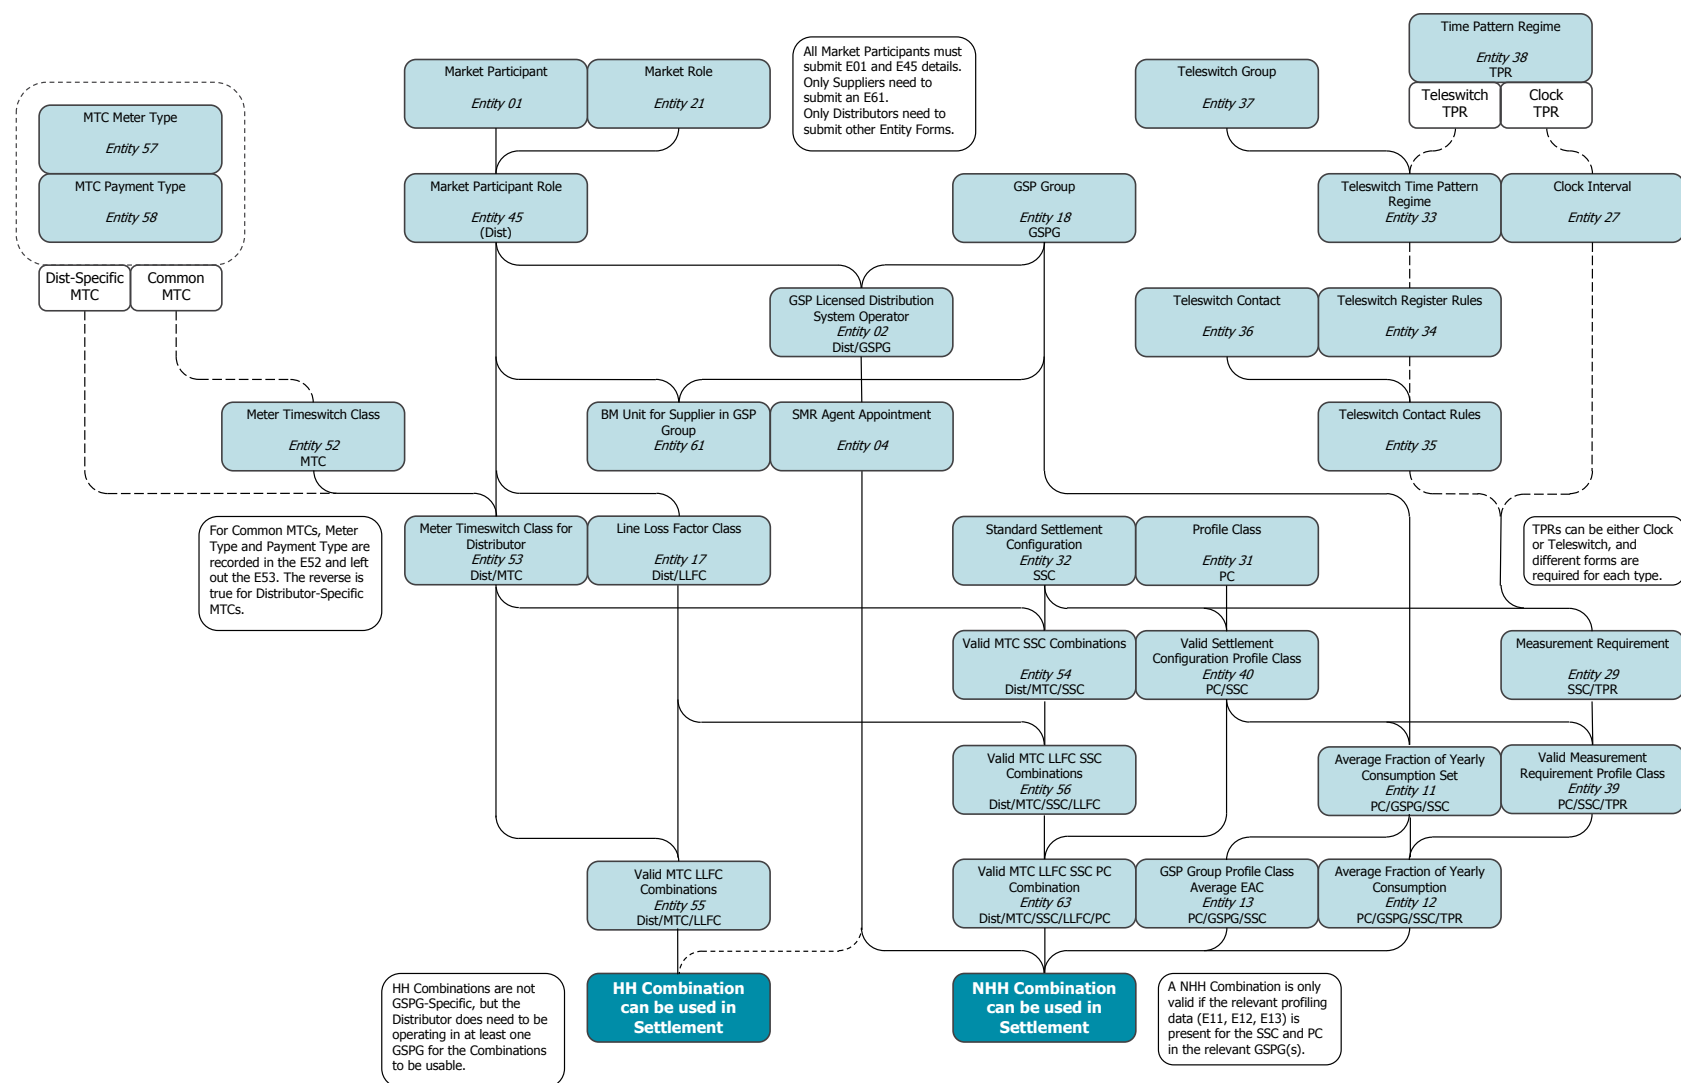 Time Pattern Regime
Entity 38
TPR
Teleswitch
TPR
Clock
TPR
All Market Participants must
submit E01 and E45 details.
Only Suppliers need to
submit an E61.
Only Distributors need to
submit other Entity Forms.
Market Participant
Entity 01
Market Role
Entity 21
Teleswitch Group
Entity 37
MTC Meter Type
Entity 57
MTC Payment Type
Entity 58
Dist-Specific
MTC
Common
MTC
Market Participant Role
Entity 45
(Dist)
GSP Group
Entity 18
GSPG
Teleswitch Time Pattern
Regime
Entity 33
Clock Interval
Entity 27
GSP Licensed Distribution
System Operator
Entity 02
Dist/GSPG
Teleswitch Contact
Entity 36
Teleswitch Register Rules
Entity 34
Meter Timeswitch Class
Entity 52
MTC
BM Unit for Supplier in GSP
Group
Entity 61
SMR Agent Appointment
Entity 04
Teleswitch Contact Rules
Entity 35
For Common MTCs, Meter
Type and Payment Type are
recorded in the E52 and left
out the E53. The reverse is
true for Distributor-Specific
MTCs.
Meter Timeswitch Class for
Distributor
Entity 53
Dist/MTC
Line Loss Factor Class
Entity 17
Dist/LLFC
Standard Settlement
Configuration
Entity 32
SSC
Profile Class
Entity 31
PC
TPRs can be either Clock
or Teleswitch, and
different forms are
required for each type.
Valid MTC SSC Combinations
Entity 54
Dist/MTC/SSC
Valid Settlement
Configuration Profile Class
Entity 40
PC/SSC
Measurement Requirement
Entity 29
SSC/TPR
Valid MTC LLFC SSC
Combinations
Entity 56
Dist/MTC/SSC/LLFC
Average Fraction of Yearly
Consumption Set
Entity 11
PC/GSPG/SSC
Valid Measurement
Requirement Profile Class
Entity 39
PC/SSC/TPR
Valid MTC LLFC
Combinations
Entity 55
Dist/MTC/LLFC
Valid MTC LLFC SSC PC
Combination
Entity 63
Dist/MTC/SSC/LLFC/PC
GSP Group Profile Class
Average EAC
Entity 13
PC/GSPG/SSC
Average Fraction of Yearly
Consumption
Entity 12
PC/GSPG/SSC/TPR
HH Combinations are not
GSPG-Specific, but the
Distributor does need to be
operating in at least one
GSPG for the Combinations
to be usable.
HH Combination
can be used in
Settlement
NHH Combination
can be used in
Settlement
A NHH Combination is only
valid if the relevant profiling
data (E11, E12, E13) is
present for the SSC and PC
in the relevant GSPG(s).